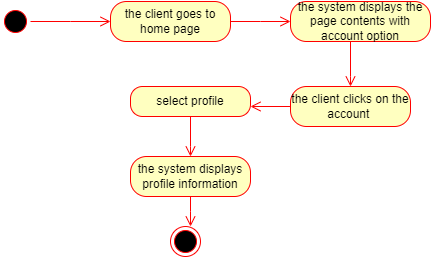 the client goes to
home page
the system displays the
page contents with
account option
the client clicks on the
account
select profile
the system displays
profile information